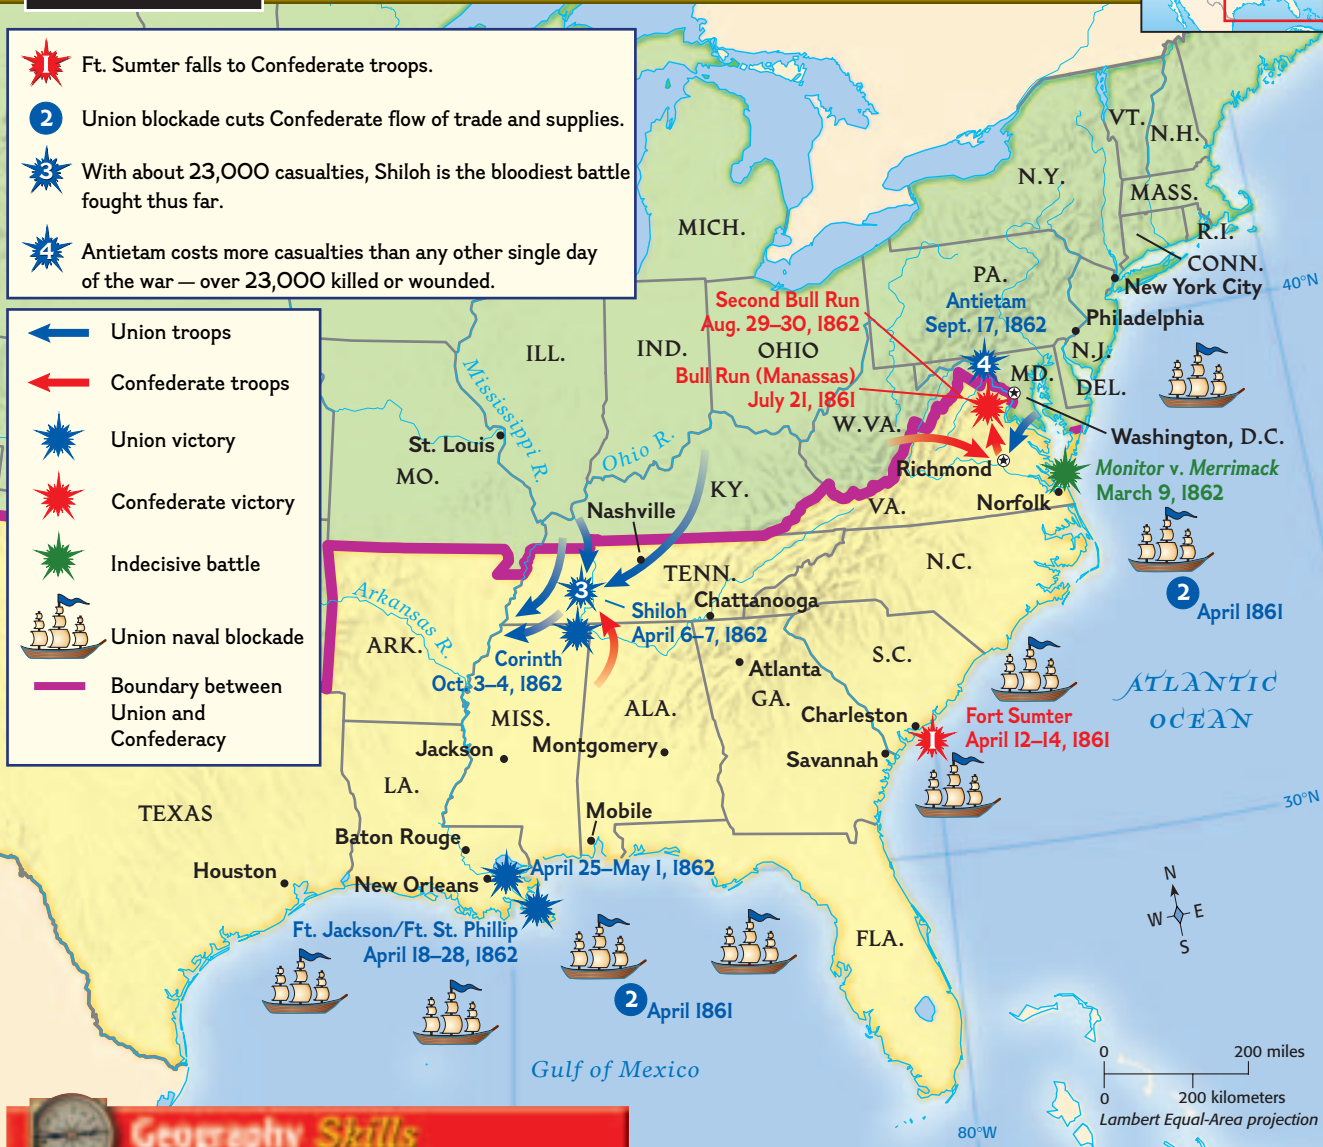 1 Ft. Sumter falls to Confederate troops.
2 Union blockade cuts Confederate flow of trade and supplies.
3 With about 23,000 casualties, Shiloh is the bloodiest battle
fought thus far.
4 Antietam costs more casualties than any other single day
of the war — over 23,000 killed or wounded.
Union troops
Confederate troops
Union victory
Confederate victory
Indecisive battle
Union naval blockade
Boundary between
Union and
Confederacy
VT.
N.H.
N.Y.
MASS.
R.I.
CONN.
New York City
40°N
MICH.
PA.
Antietam
Sept. 17, 1862
Second Bull Run
Aug. 29–30, 1862
Philadelphia
N.J.
ILL.
IND.
OHIO
Bull Run (Manassas)
July 21, 1861
4
MD.
DEL.
Mississippi R.
W.VA.
Washington, D.C.
St. Louis
MO.
Ohio R.
Richmond
Monitor v. Merrimack
March 9, 1862
KY.
VA.
Norfolk
Nashville
TENN.
N.C.
3
Shiloh
April 6–7, 1862
Chattanooga
2
April 1861
Arkansas R.
ARK.
Corinth
Oct. 3–4, 1862
Atlanta
S.C.
GA.
ATLANTIC
OCEAN
MISS.
ALA.
Charleston
1
Fort Sumter
April 12–14, 1861
Jackson
Montgomery
Savannah
LA.
TEXAS
Mobile
30°N
Baton Rouge
Houston
New Orleans
April 25–May 1, 1862
Ft. Jackson/Ft. St. Phillip
April 18–28, 1862
FLA.
N
W
E
S
2
April 1861
Gulf of Mexico
0
200 miles
0
200 kilometers
Lambert Equal-Area projection
80°W
Geography Skills